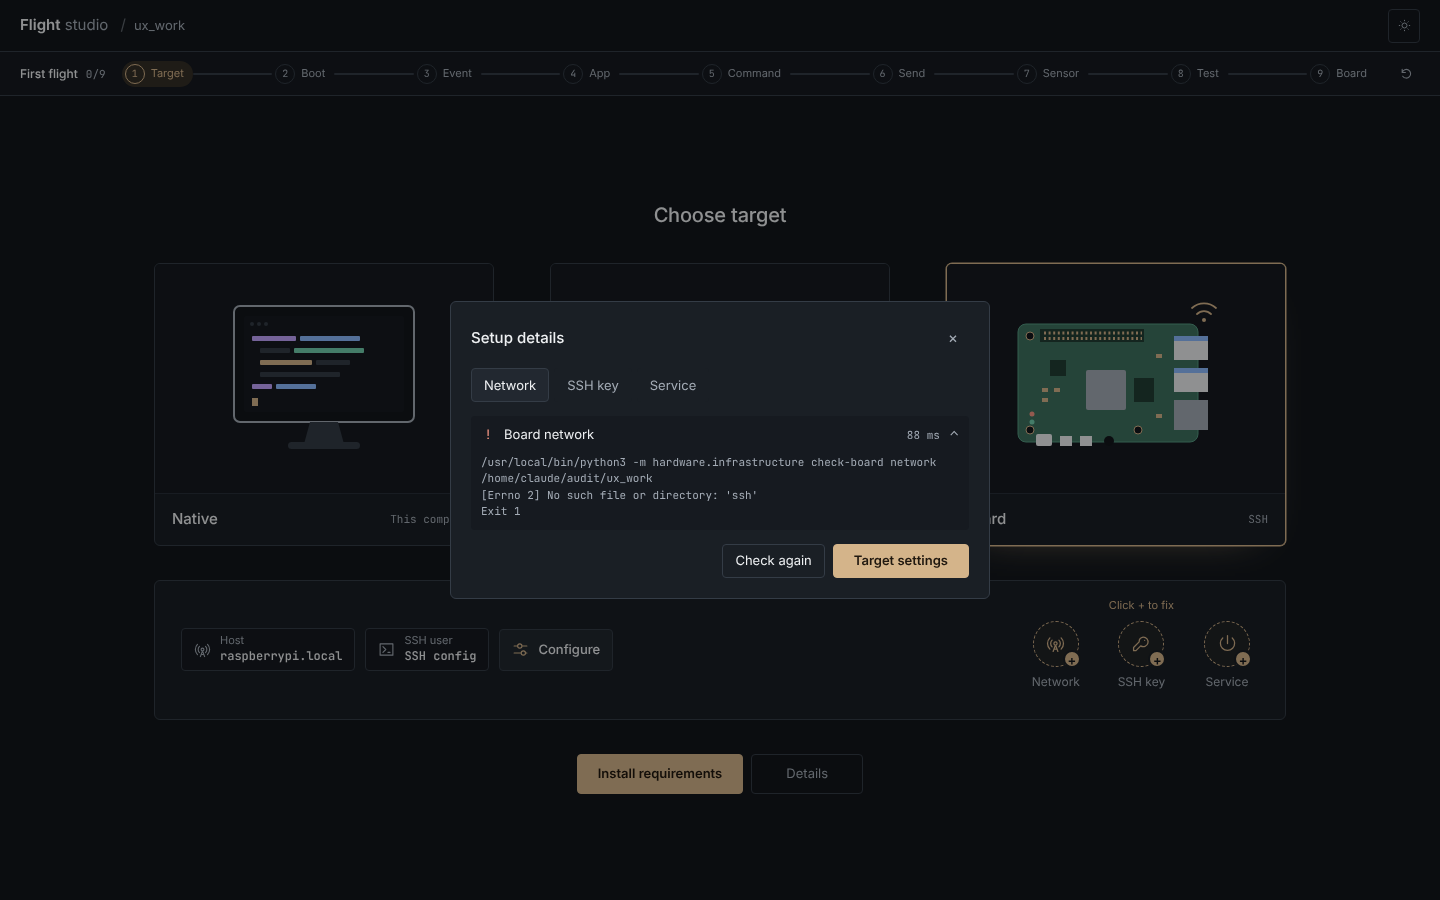 Flight studio / ux_work
First flight 0/9 1 Target 2 Boot 3 Event 4 App 5 Command 6 Send 7 Sensor 8 Test 9 Board
Choose target
Setup details ×
Network SSH key Service
! Board network 88 ms
/usr/local/bin/python3 -m hardware.infrastructure check-board network
/home/claude/audit/ux_work
[Errno 2] No such file or directory: 'ssh'
Exit 1
Check again Target settings
Native This comp
rd SSH
Click + to fix
Host
raspberrypi.local
SSH user
SSH config
Configure
Network SSH key Service
Install requirements Details